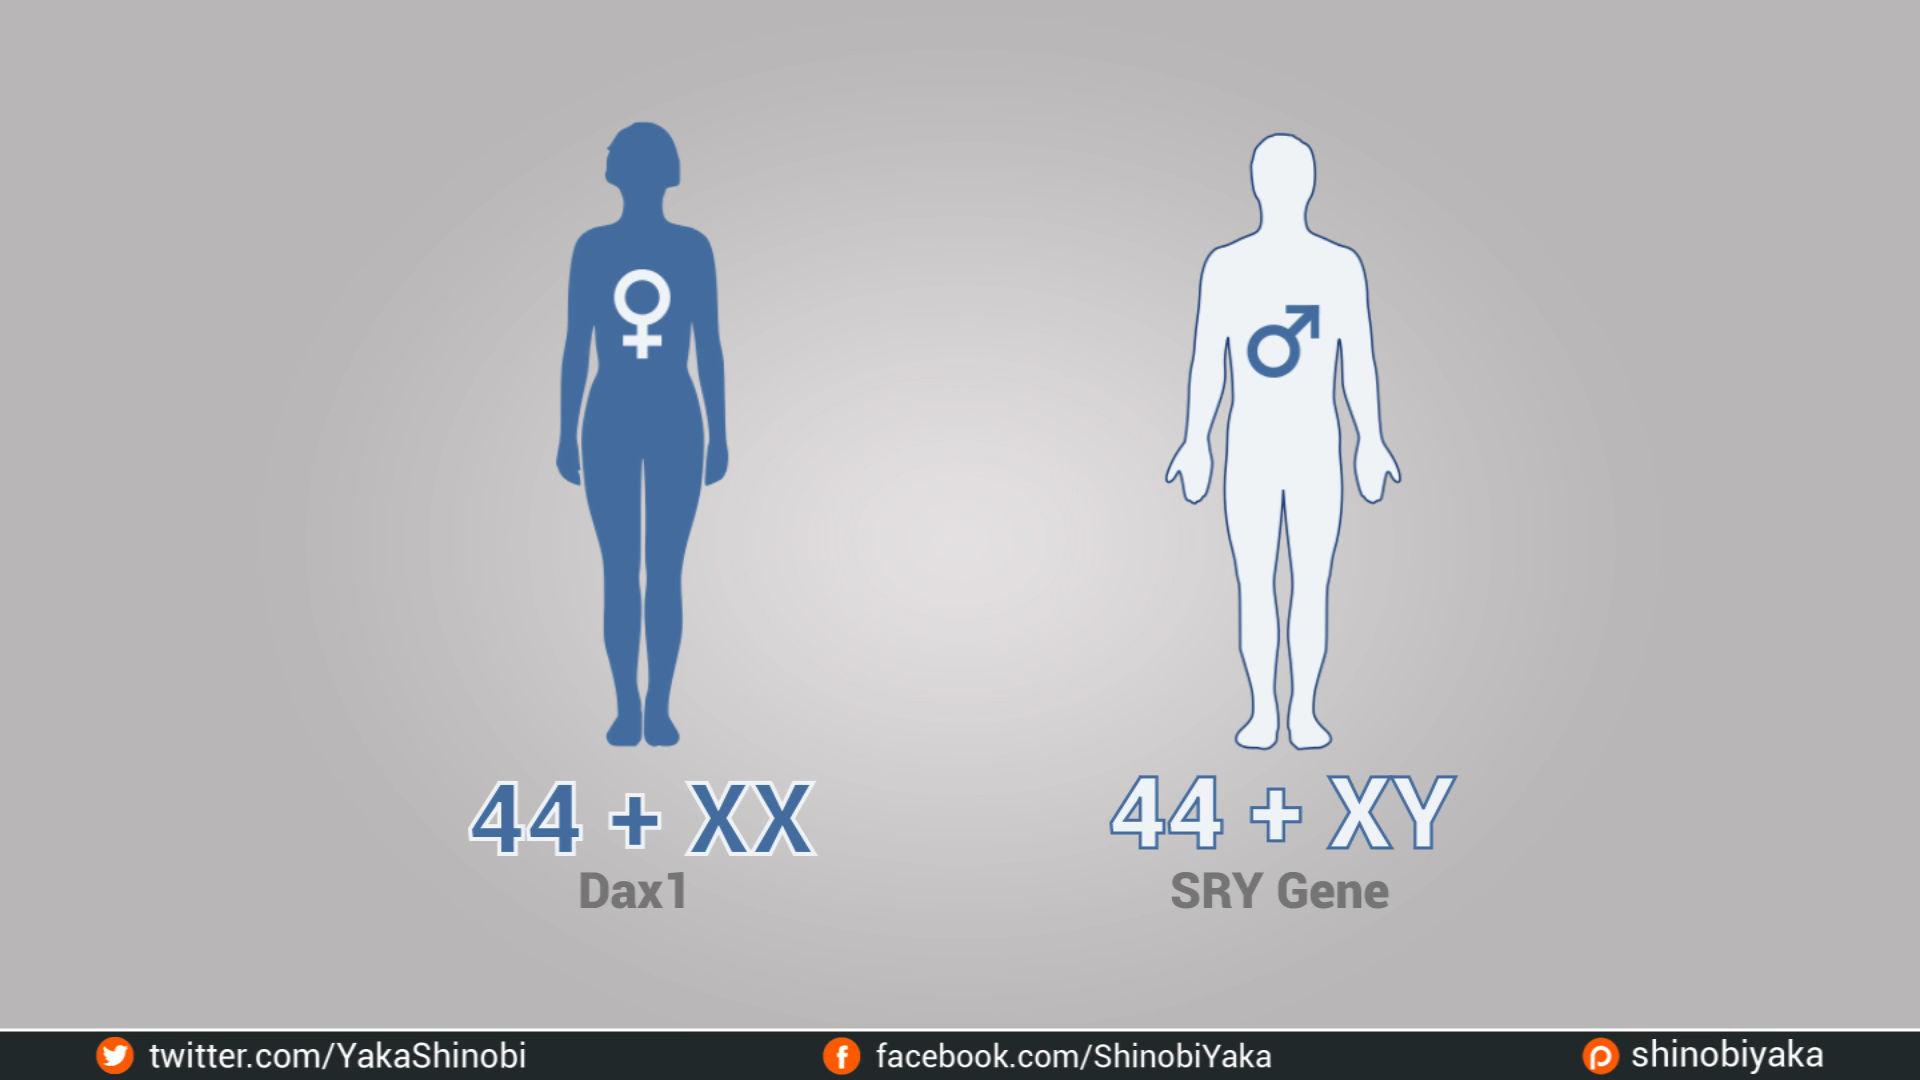 44 + XX
Dax1
44 + XY
SRY Gene
twitter.com/YakaShinobi
facebook.com/ShinobiYaka
shinobiyaka